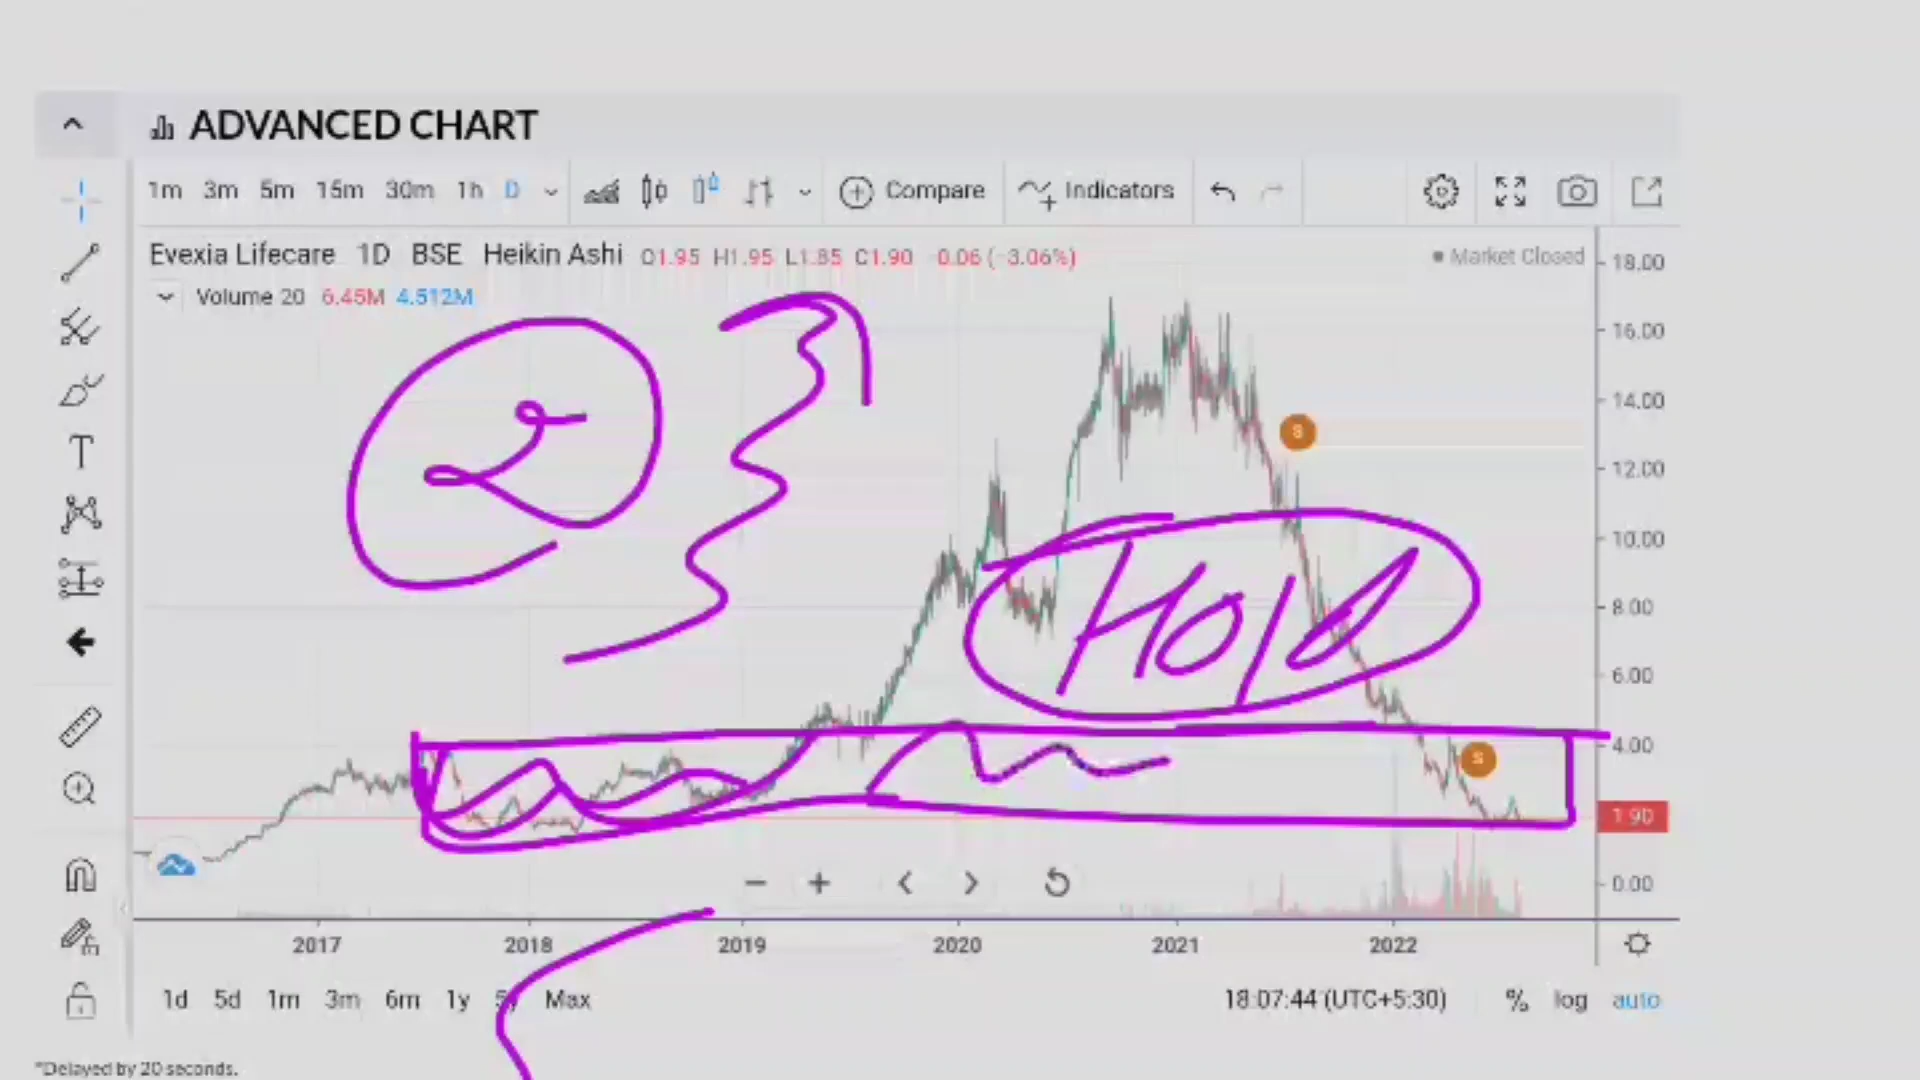 ADVANCED CHART
1m 3m 5m 15m 30m 1h D Compare Indicators
Evexia Lifecare 1D BSE Heikin Ashi O1.95 H1.95 L1.85 C1.90 -0.06 (-3.06%) Market Closed
Volume 20 6.45M 4.512M
18.00
16.00
14.00
12.00
10.00
8.00
6.00
4.00
1.90
0.00
2
Hold
S
S
T
2017 2018 2019 2020 2021 2022
1d 5d 1m 3m 6m 1y 5y Max 18:07:44 (UTC+5:30) % log auto
*Delayed by 20 seconds.